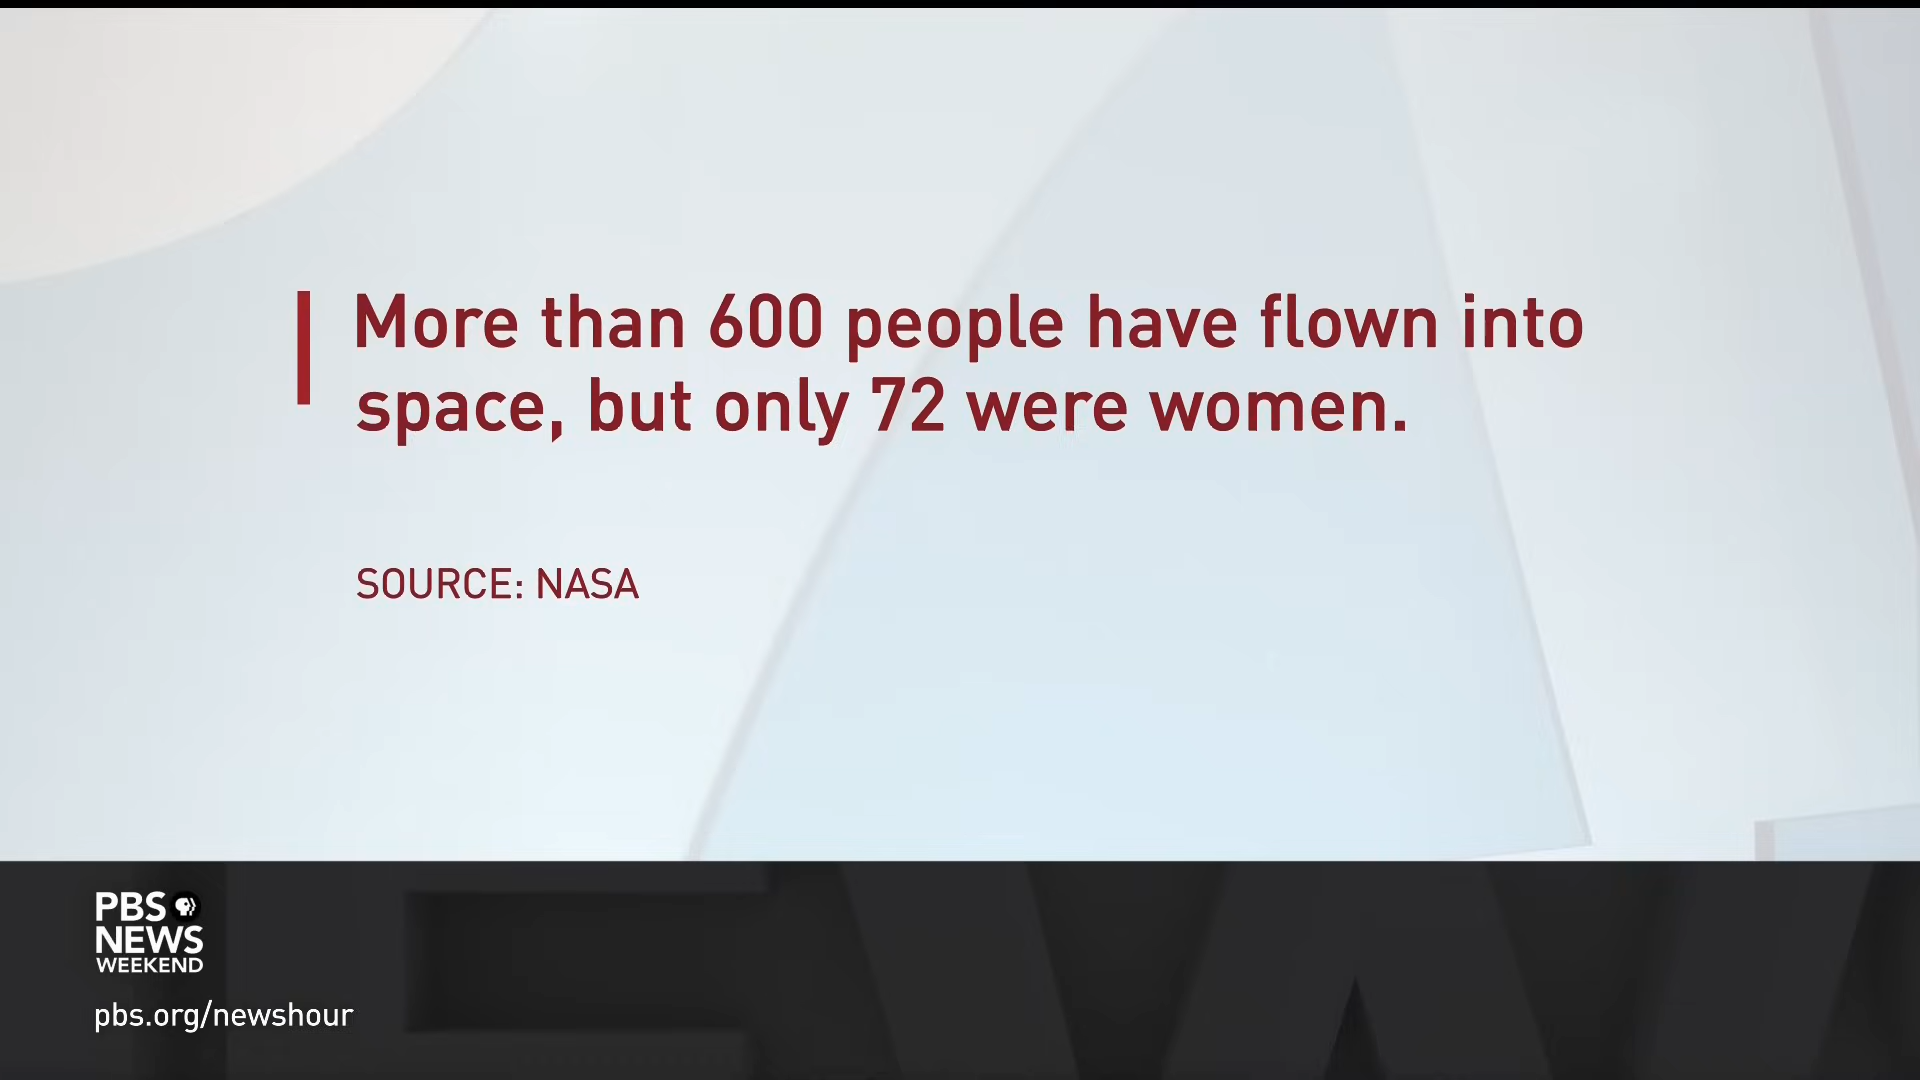 More than 600 people have flown into
space, but only 72 were women.
SOURCE: NASA
PBS
NEWS
WEEKEND
pbs.org/newshour